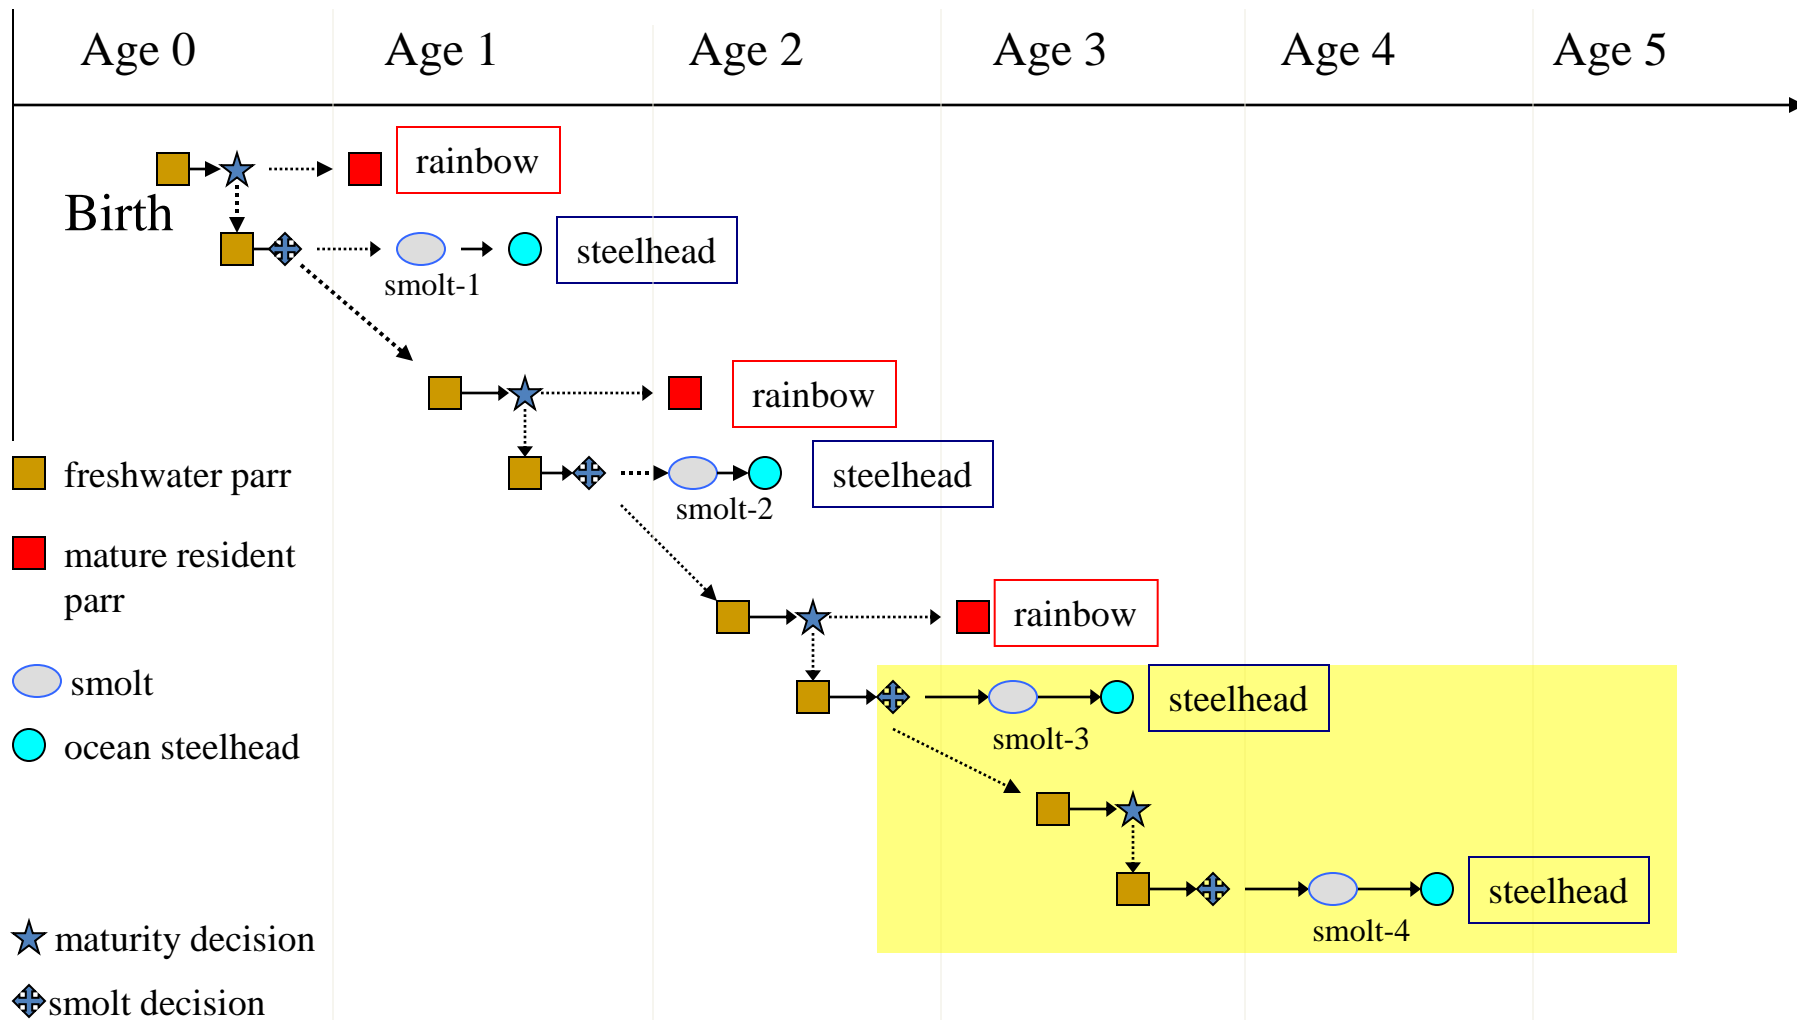 Age 0
Age 1
Age 2
Age 3
Age 4
Age 5
rainbow
Birth
steelhead
smolt-1
rainbow
steelhead
smolt-2
freshwater parr
mature resident
parr
rainbow
steelhead
smolt-3
smolt
ocean steelhead
steelhead
smolt-4
maturity decision
smolt decision